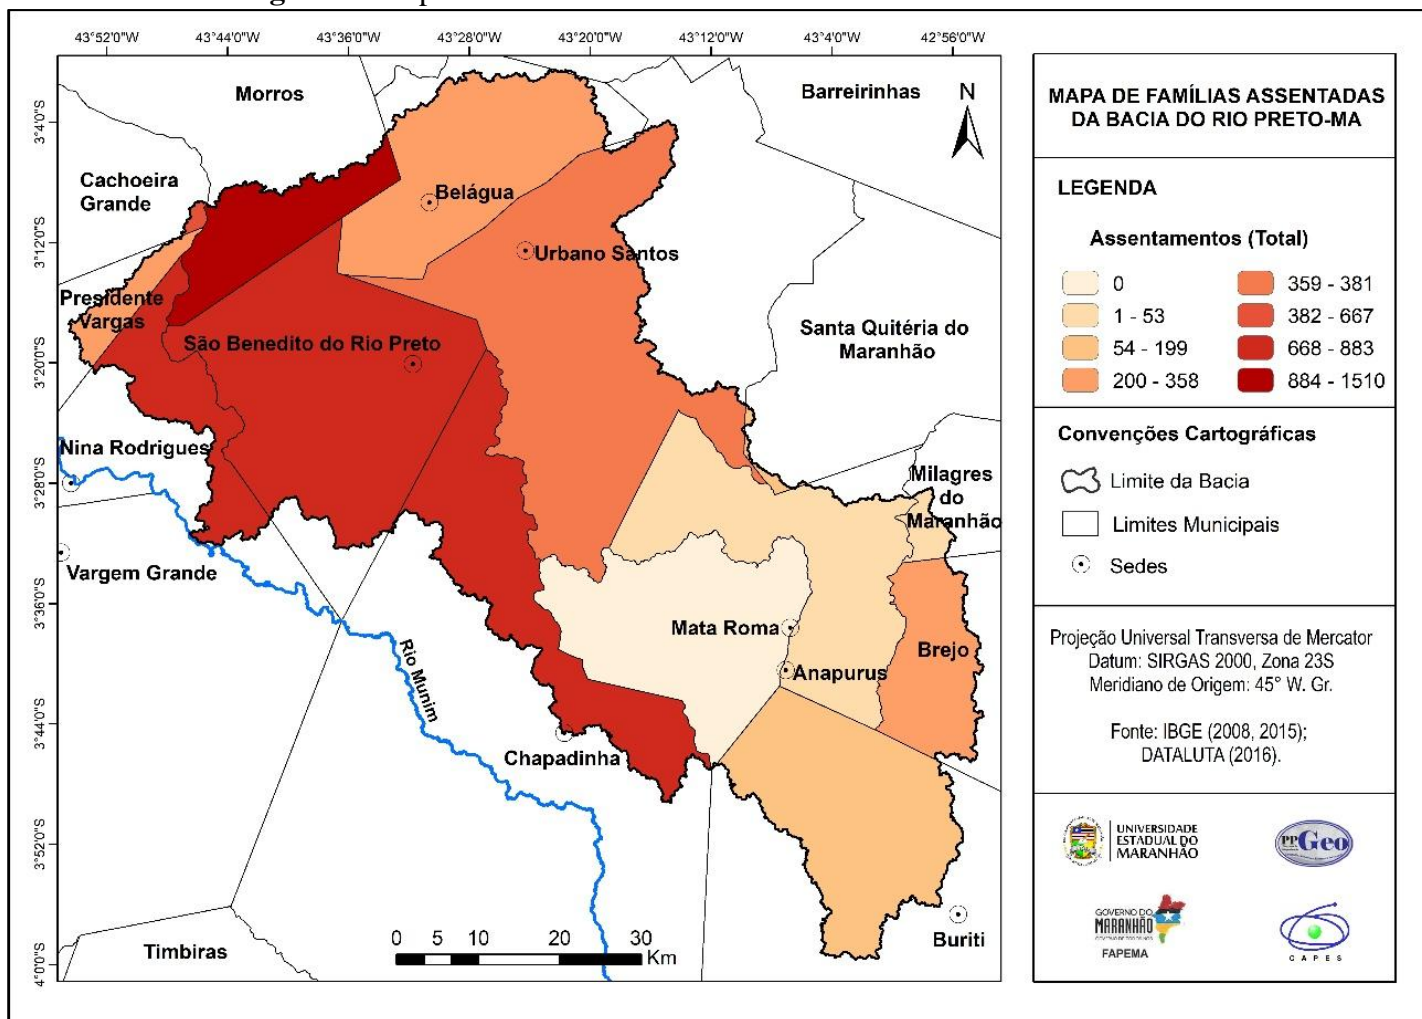 43°52'0"W 43°44'0"W 43°36'0"W 43°28'0"W 43°20'0"W 43°12'0"W 43°4'0"W 42°56'0"W
3°4'0"S
3°12'0"S
3°20'0"S
3°28'0"S
3°36'0"S
3°44'0"S
3°52'0"S
4°0'0"S
Morros
Barreirinhas
N
Cachoeira
Grande
Belágua
Urbano Santos
Presidente
Vargas
São Benedito do Rio Preto
Santa Quitéria do
Maranhão
Nina Rodrigues
Milagres
do
Maranhão
Vargem Grande
Mata Roma
Brejo
Anapurus
Rio Munim
Chapadinha
Buriti
Timbiras
0 5 10 20 30
Km
MAPA DE FAMÍLIAS ASSENTADAS
DA BACIA DO RIO PRETO-MA
LEGENDA
Assentamentos (Total)
0
1 - 53
54 - 199
200 - 358
359 - 381
382 - 667
668 - 883
884 - 1510
Convenções Cartográficas
Limite da Bacia
Limites Municipais
Sedes
Projeção Universal Transversa de Mercator
Datum: SIRGAS 2000, Zona 23S
Meridiano de Origem: 45° W. Gr.
Fonte: IBGE (2008, 2015);
DATALUTA (2016).
UNIVERSIDADE
ESTADUAL DO
MARANHÃO
PPGeo
GOVERNO DO
MARANHÃO
FAPEMA
CAPES